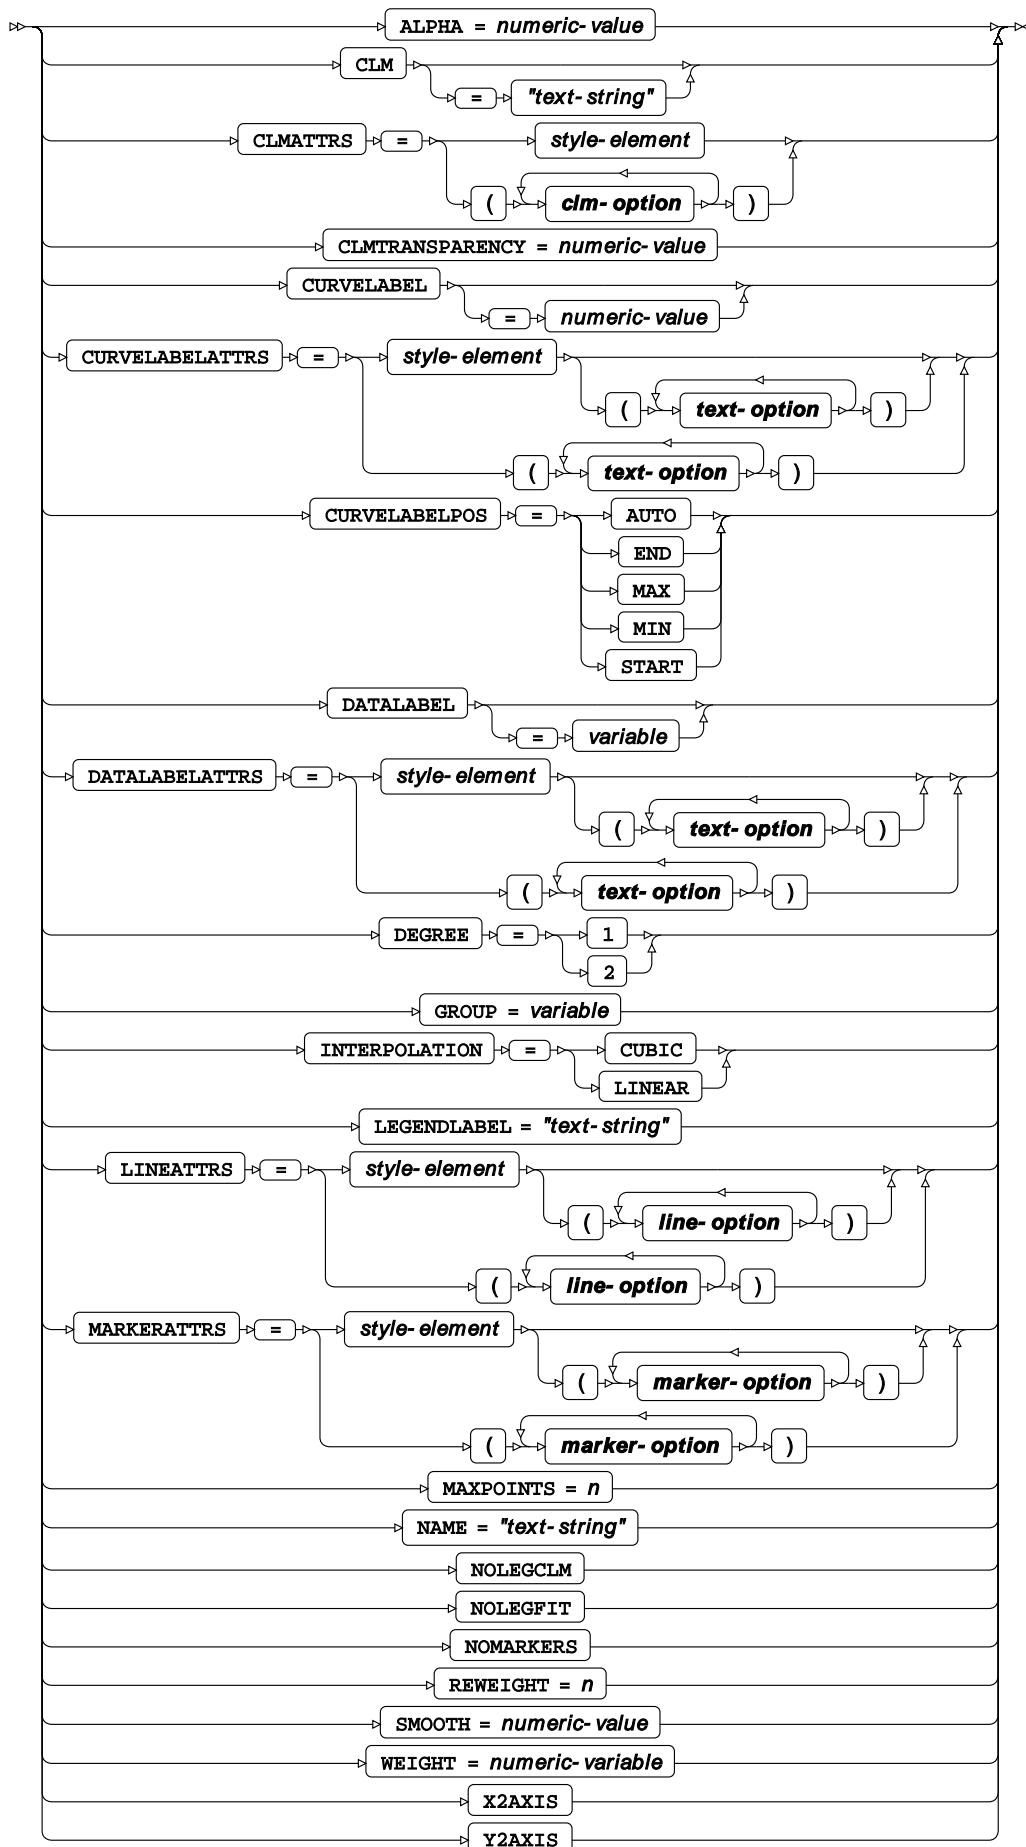 ALPHA = numeric-value
CLM
= "text-string"
CLMATTRS = style-element
( clm-option )
CLMTRANSPARENCY = numeric-value
CURVELABEL
= numeric-value
CURVELABELATTRS = style-element
( text-option )
( text-option )
CURVELABELPOS = AUTO
END
MAX
MIN
START
DATALABEL
= variable
DATALABELATTRS = style-element
( text-option )
( text-option )
DEGREE = 1
2
GROUP = variable
INTERPOLATION = CUBIC
LINEAR
LEGENDLABEL = "text-string"
LINEATTRS = style-element
( line-option )
( line-option )
MARKERATTRS = style-element
( marker-option )
( marker-option )
MAXPOINTS = n
NAME = "text-string"
NOLEGCLM
NOLEGFIT
NOMARKERS
REWEIGHT = n
SMOOTH = numeric-value
WEIGHT = numeric-variable
X2AXIS
Y2AXIS